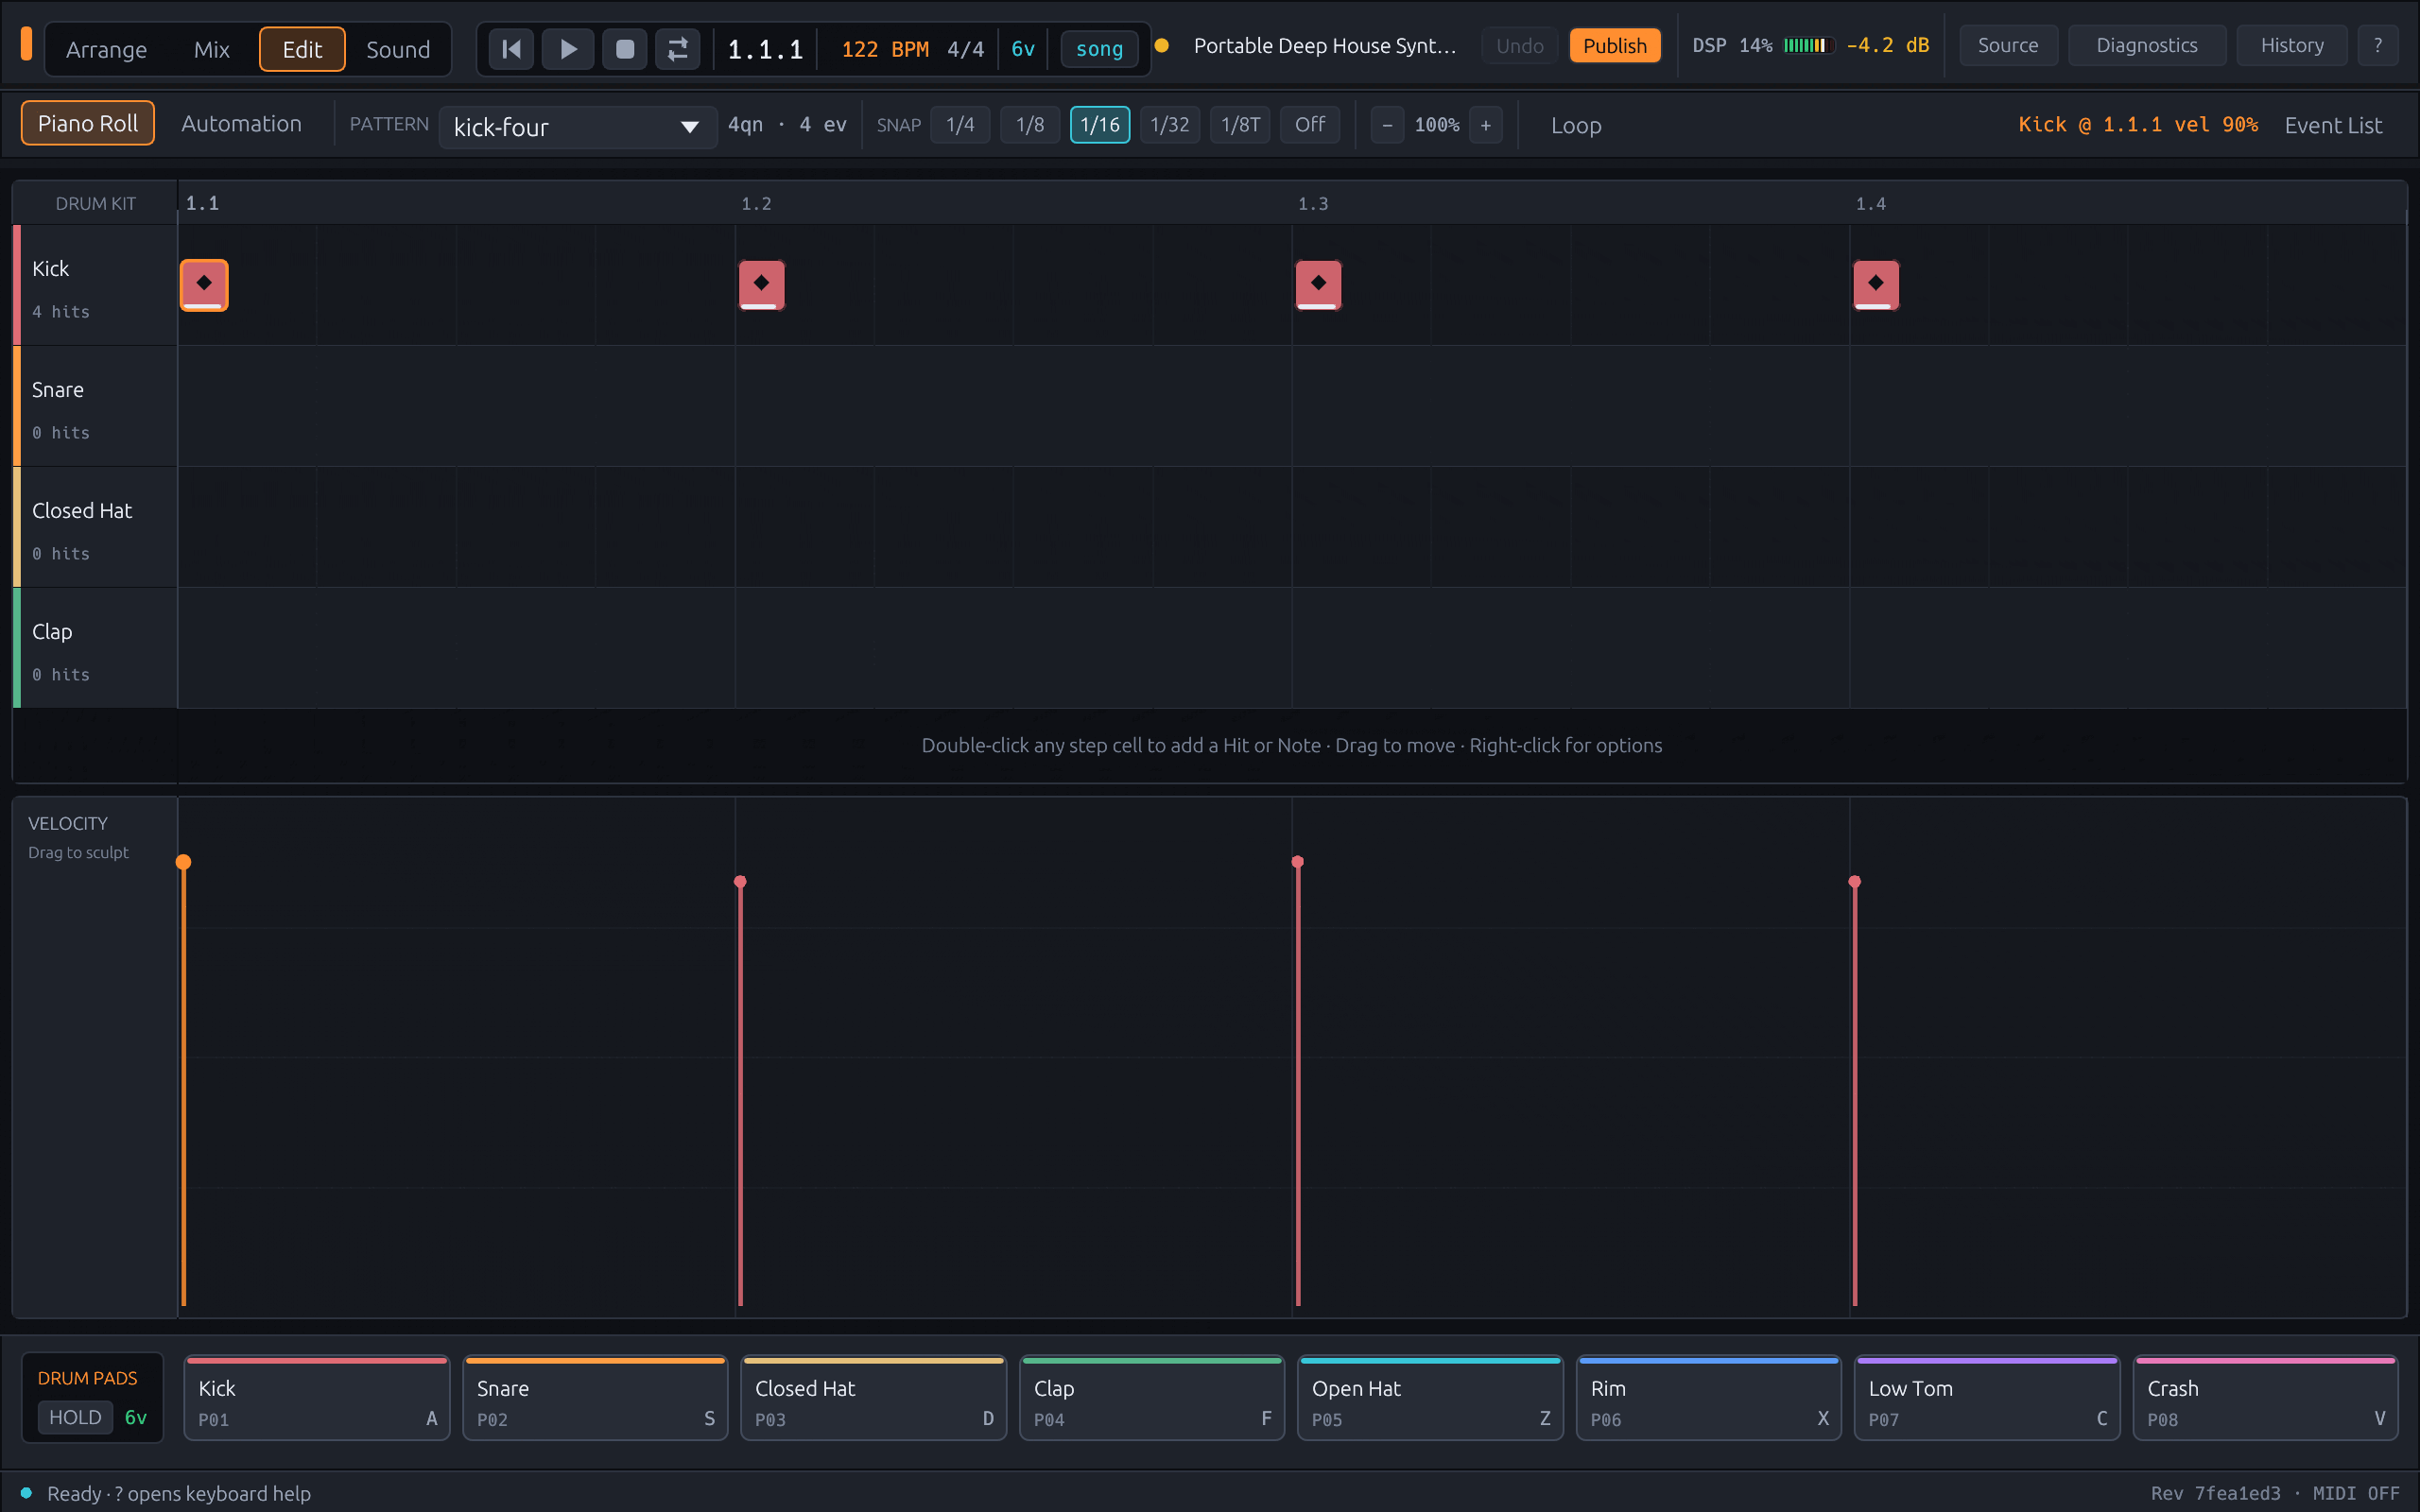 Arrange Mix Edit Sound 1.1.1 122 BPM 4/4 6v song Portable Deep House Synt... Undo Publish DSP 14% -4.2 dB Source Diagnostics History ?
Piano Roll Automation PATTERN kick-four 4qn · 4 ev SNAP 1/4 1/8 1/16 1/32 1/8T Off − 100% + Loop Kick @ 1.1.1 vel 90% Event List
DRUM KIT 1.1 1.2 1.3 1.4
Kick
4 hits
Snare
0 hits
Closed Hat
0 hits
Clap
0 hits
Double-click any step cell to add a Hit or Note · Drag to move · Right-click for options
VELOCITY
Drag to sculpt
DRUM PADS
HOLD 6v
Kick
P01 A
Snare
P02 S
Closed Hat
P03 D
Clap
P04 F
Open Hat
P05 Z
Rim
P06 X
Low Tom
P07 C
Crash
P08 V
Ready · ? opens keyboard help
Rev 7fea1ed3 · MIDI OFF